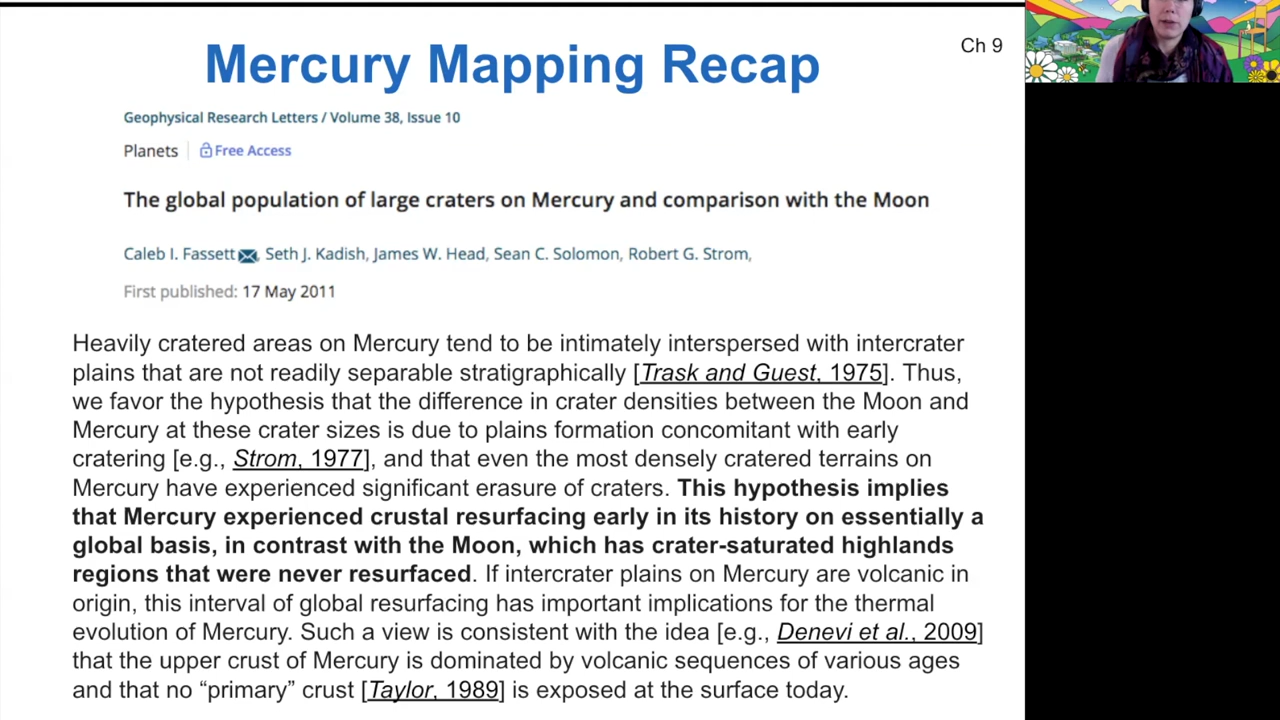 Mercury Mapping Recap
Ch 9
Geophysical Research Letters / Volume 38, Issue 10
Planets Free Access
The global population of large craters on Mercury and comparison with the Moon
Caleb I. Fassett, Seth J. Kadish, James W. Head, Sean C. Solomon, Robert G. Strom,
First published: 17 May 2011
Heavily cratered areas on Mercury tend to be intimately interspersed with intercrater
plains that are not readily separable stratigraphically [Trask and Guest, 1975]. Thus,
we favor the hypothesis that the difference in crater densities between the Moon and
Mercury at these crater sizes is due to plains formation concomitant with early
cratering [e.g., Strom, 1977], and that even the most densely cratered terrains on
Mercury have experienced significant erasure of craters. This hypothesis implies
that Mercury experienced crustal resurfacing early in its history on essentially a
global basis, in contrast with the Moon, which has crater-saturated highlands
regions that were never resurfaced. If intercrater plains on Mercury are volcanic in
origin, this interval of global resurfacing has important implications for the thermal
evolution of Mercury. Such a view is consistent with the idea [e.g., Denevi et al., 2009]
that the upper crust of Mercury is dominated by volcanic sequences of various ages
and that no “primary” crust [Taylor, 1989] is exposed at the surface today.